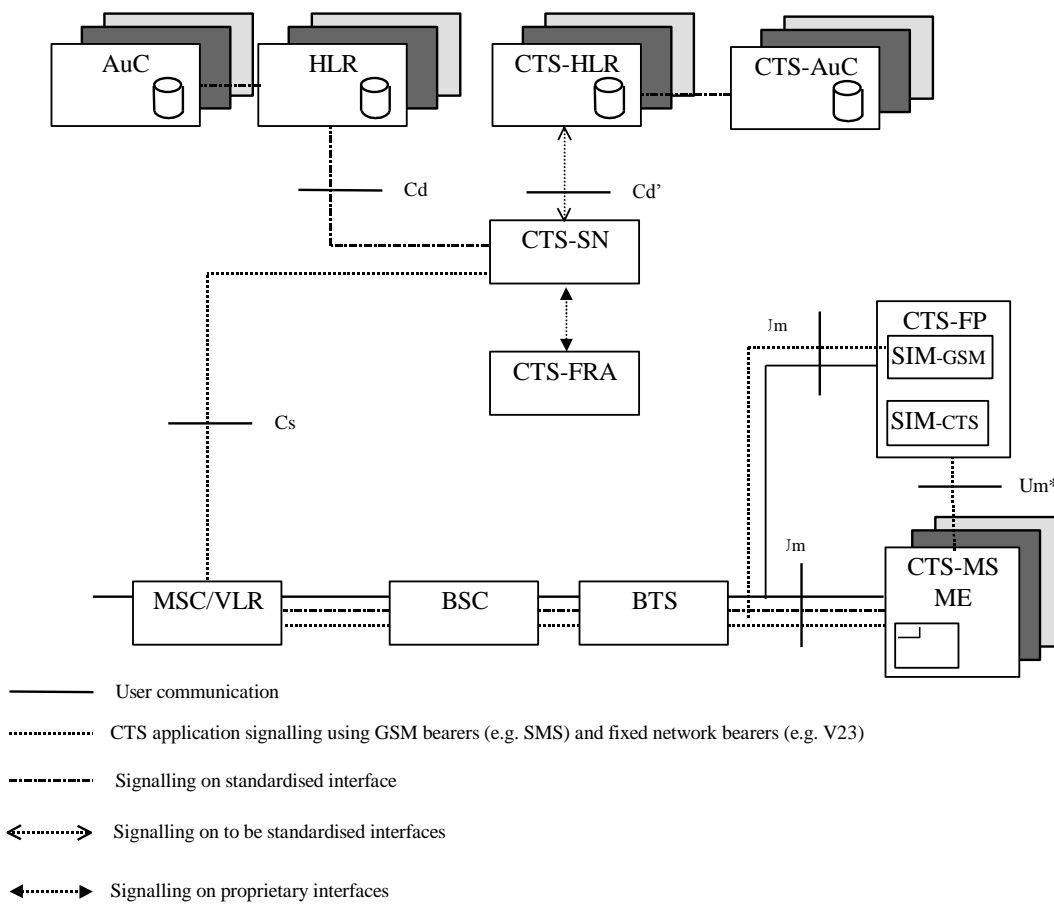 AuC
HLR
CTS-HLR
CTS-AuC
Cd
Cd’
CTS-SN
Um
CTS-FP
SIM-GSM
CTS-FRA
SIM-CTS
Cs
Um*
Um
CTS-MS
ME
MSC/VLR
BSC
BTS
User communication
CTS application signalling using GSM bearers (e.g. SMS) and fixed network bearers (e.g. V23)
Signalling on standardised interface
Signalling on to be standardised interfaces
Signalling on proprietary interfaces